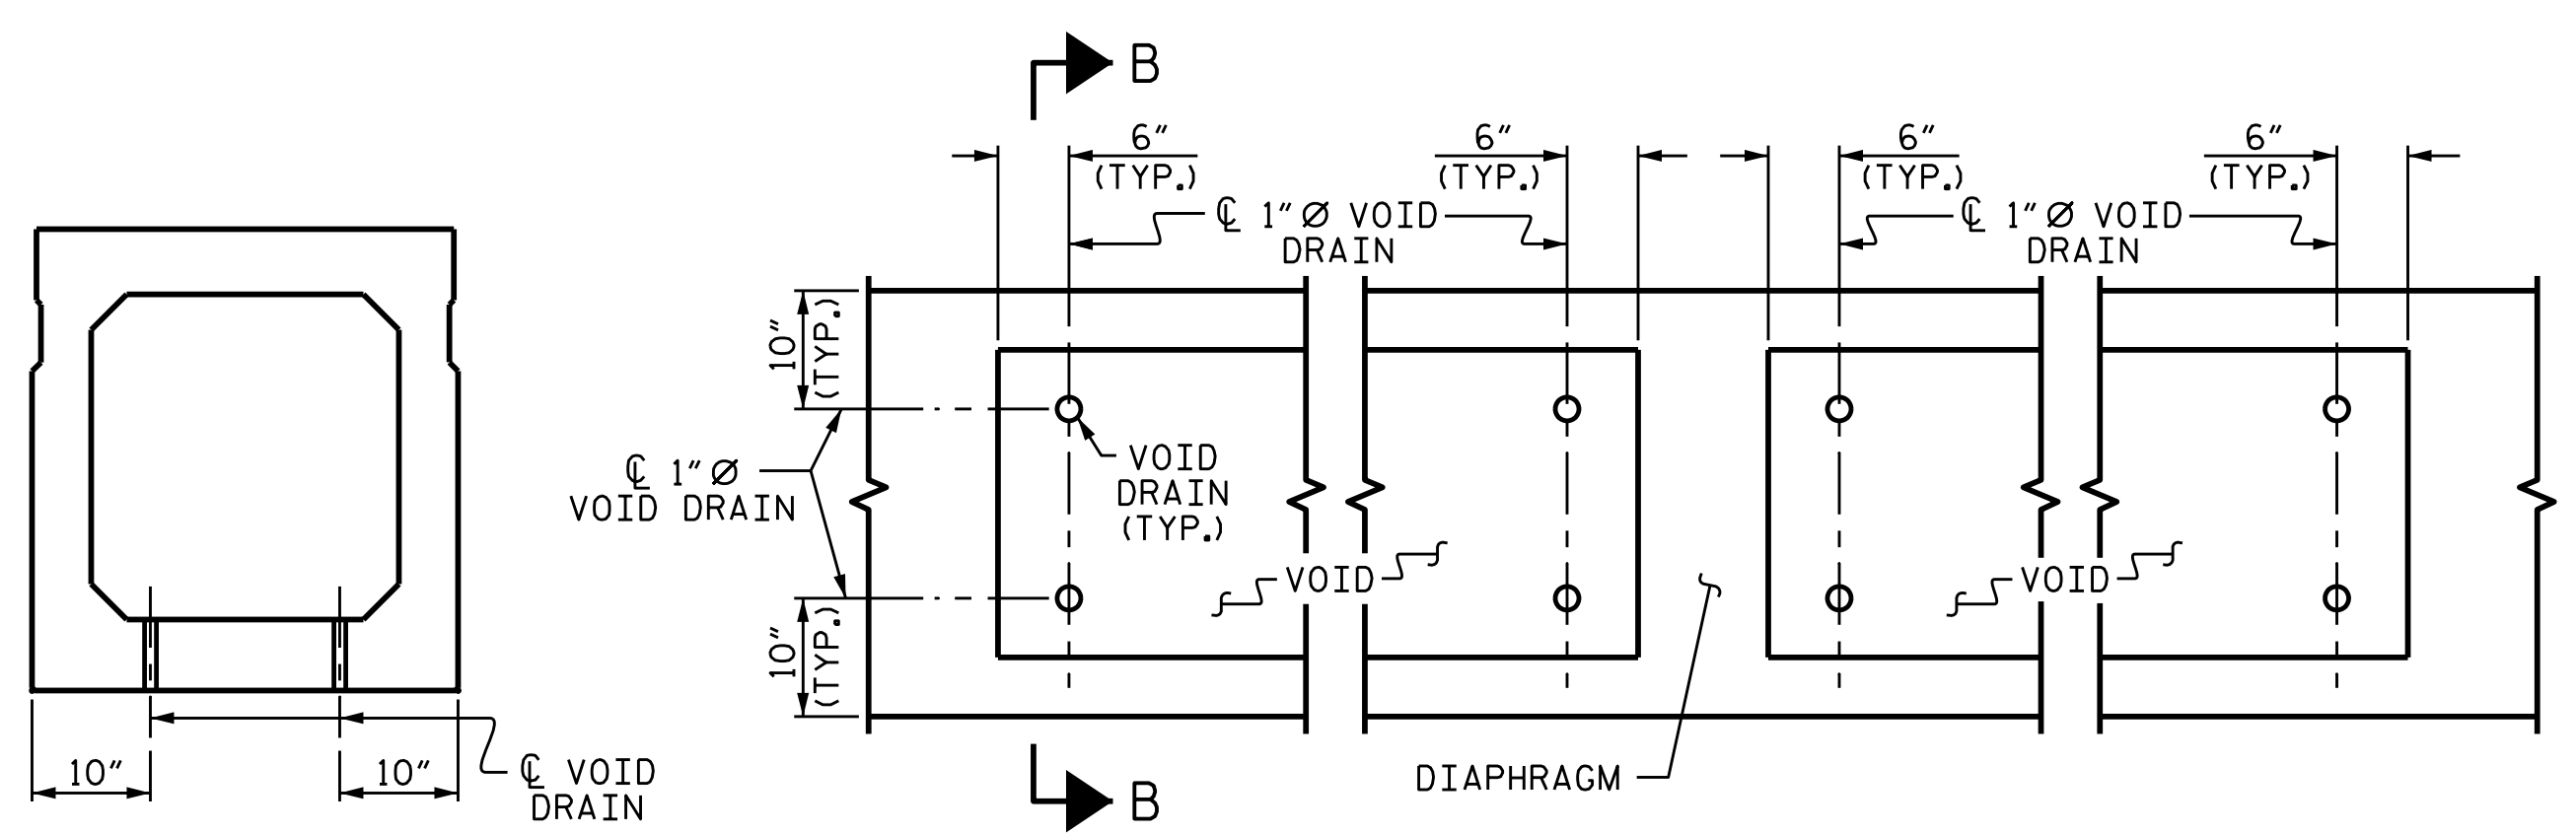 B
6" 6" 6" 6"
(TYP.) (TYP.) (TYP.) (TYP.)
℄ 1"Ø VOID
DRAIN
℄ 1"Ø VOID
DRAIN
10"
(TYP.)
℄ 1"Ø
VOID DRAIN
VOID
DRAIN
(TYP.)
VOID
VOID
10"
(TYP.)
10" 10"
℄ VOID
DRAIN
DIAPHRAGM
B